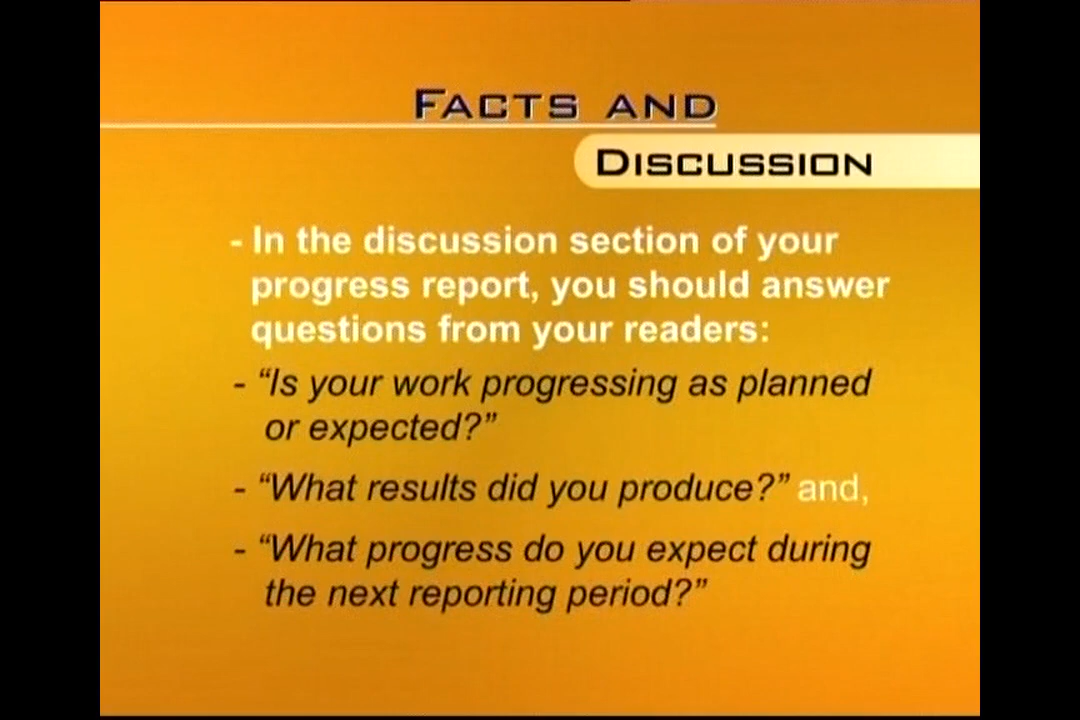 FACTS AND
DISCUSSION
- In the discussion section of your
progress report, you should answer
questions from your readers:
- “Is your work progressing as planned
or expected?”
- “What results did you produce?” and,
- “What progress do you expect during
the next reporting period?”